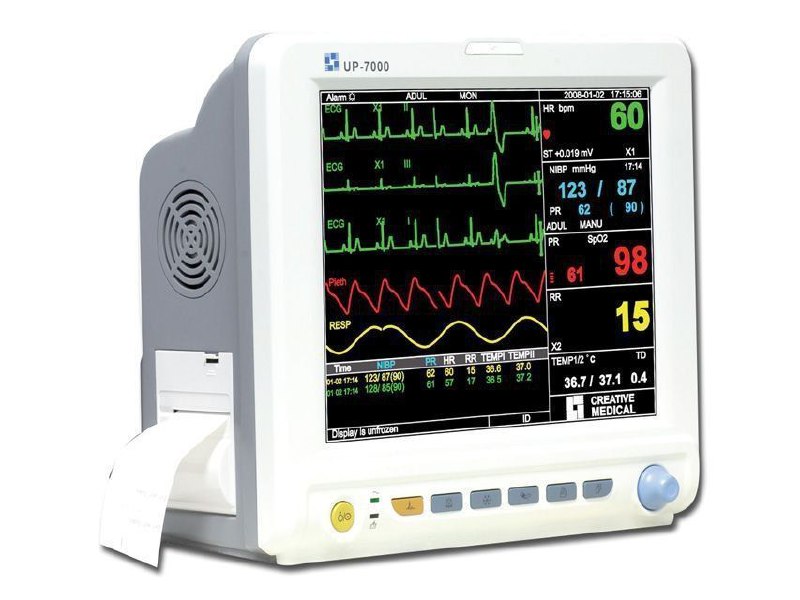 UP-7000
Alarm ADUL MON 2008-01-02 17:15:06
ECG X1 II
HR bpm 60
ST +0.019 mV X1
ECG X1 III
NIBP mmHg 17:14
123 / 87
PR 62 ( 90 )
ADUL MANU
ECG X1 I
PR SpO2
61 98
Pleth
RR
15
X2
RESP
Time NIBP PR HR RR TEMPI TEMPII
01-02 17:14 123/ 87(90) 62 60 15 36.6 37.0
01-02 17:14 128/ 85(90) 61 57 17 36.5 37.2
TEMP1/2 °C TD
36.7 / 37.1 0.4
CREATIVE
MEDICAL
ID
Display is unfrozen